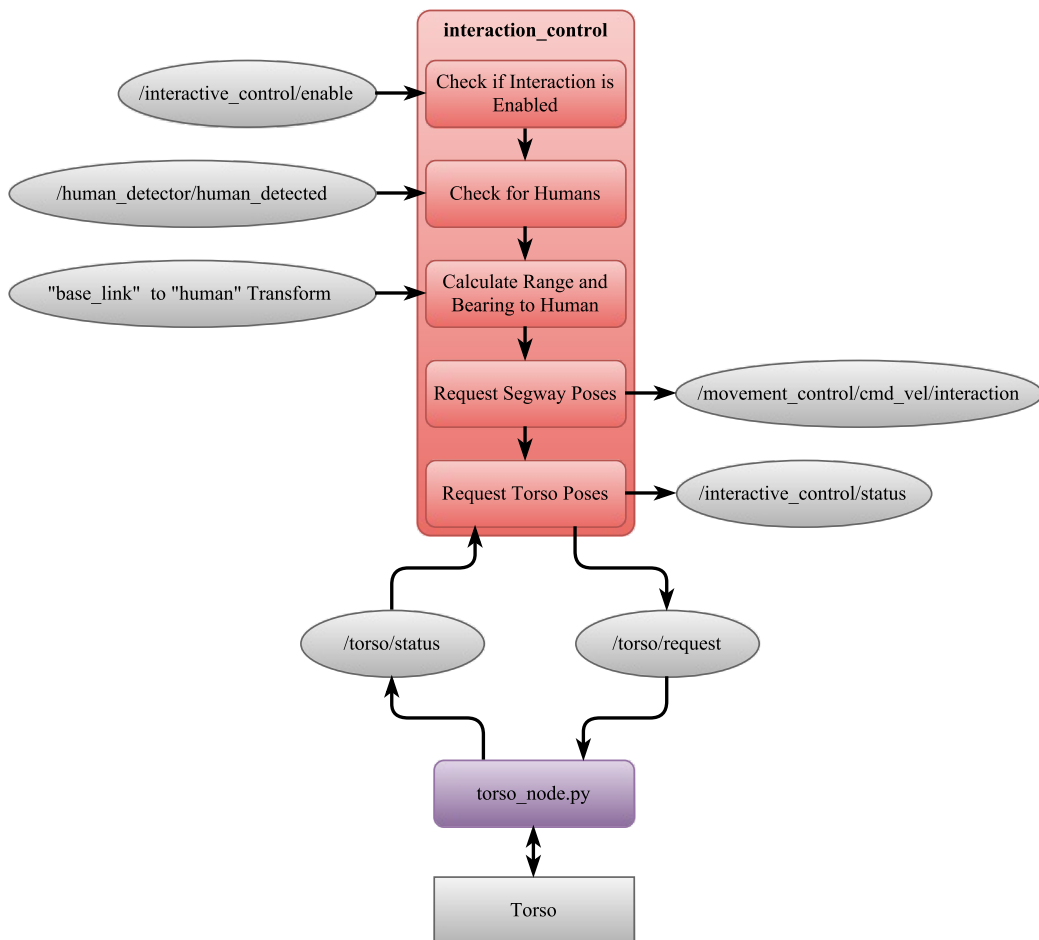 interaction_control
/interactive_control/enable
Check if Interaction is
Enabled
/human_detector/human_detected
Check for Humans
"base_link"  to "human" Transform
Calculate Range and
Bearing to Human
Request Segway Poses
/movement_control/cmd_vel/interaction
Request Torso Poses
/interactive_control/status
/torso/status
/torso/request
torso_node.py
Torso